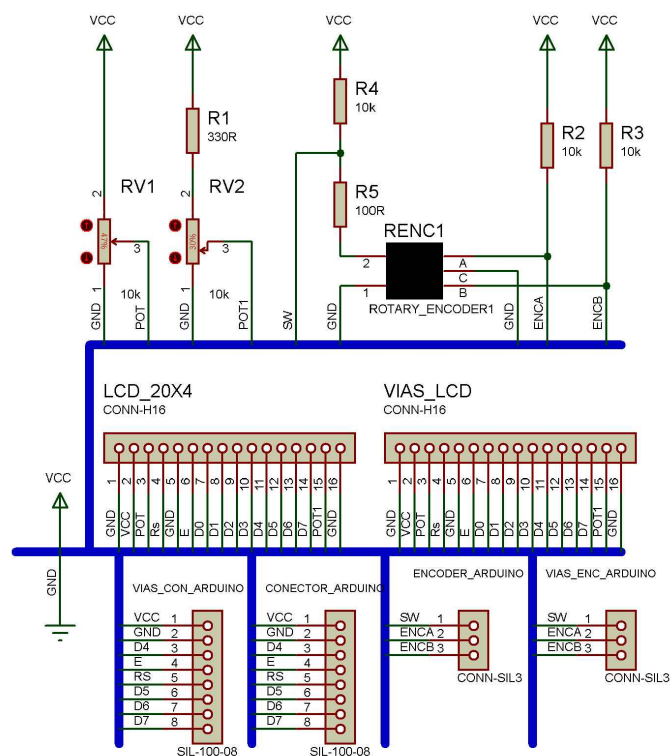 VCC VCC VCC VCC VCC
R4
10k
R1
330R
R2
10k
R3
10k
RV1
RV2
R5
100R
RENC1
2 2
47% 30%
3 3
2 A
C
1 B
1 1
10k 10k
ROTARY_ENCODER1
GND POT GND POT1 SW GND GND ENCA ENCB
LCD_20X4
CONN-H16
VIAS_LCD
CONN-H16
1 2 3 4 5 6 7 8 9 10 11 12 13 14 15 16
GND VCC POT Rs GND E D0 D1 D2 D3 D4 D5 D6 D7 POT1 GND
1 2 3 4 5 6 7 8 9 10 11 12 13 14 15 16
GND VCC POT Rs GND E D0 D1 D2 D3 D4 D5 D6 D7 POT1 GND
VCC
GND
VIAS_CON_ARDUINO
VCC 1
GND 2
D4 3
E 4
RS 5
D5 6
D6 7
D7 8
SIL-100-08
CONECTOR_ARDUINO
VCC 1
GND 2
D4 3
E 4
RS 5
D5 6
D6 7
D7 8
SIL-100-08
ENCODER_ARDUINO
SW 1
ENCA 2
ENCB 3
CONN-SIL3
VIAS_ENC_ARDUINO
SW 1
ENCA 2
ENCB 3
CONN-SIL3